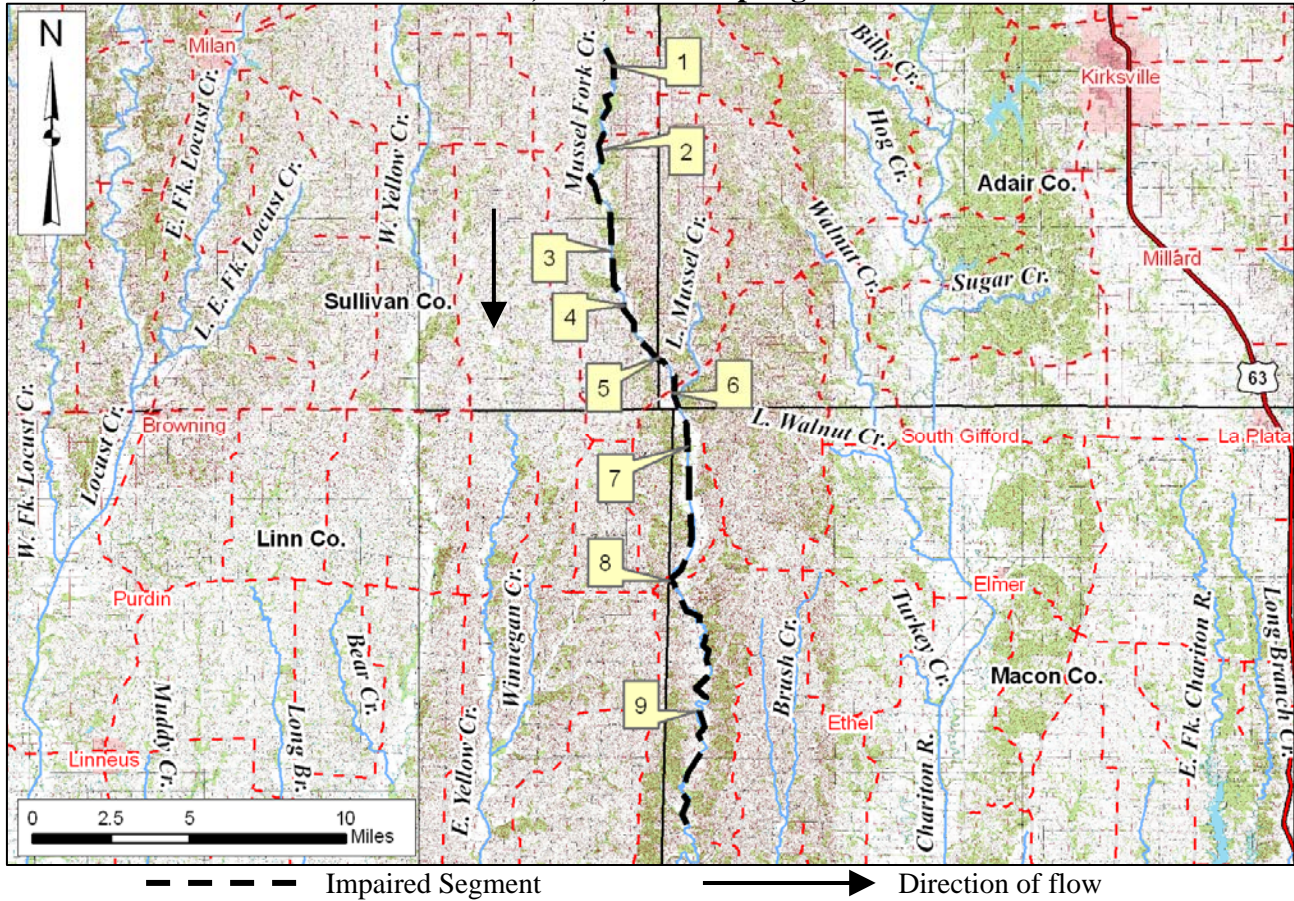 N
Milan
E. Fk. Locust Cr.
L. E. Fk. Locust Cr.
W. Yellow Cr.
Mussel Fork Cr.
1
2
Billy Cr.
Hog Cr.
Kirksville
Adair Co.
Walnur Cr.
Millard
Sugar Cr.
3
4
L. Mussel Cr.
Sullivan Co.
5
6
63
W. Fk. Locust Cr.
Locust Cr.
Browning
L. Walnut Cr.
South Gifford
La Plata
7
Linn Co.
8
Purdin
Winnegan Cr.
Elmer
Turkey Cr.
Bear Cr.
Brush Cr.
Macon Co.
E. Fk. Chariton R.
Long Branch Cr.
9
Muddy Cr.
Long Br.
Linneus
E. Yellow Cr.
Ethel
Chariton R.
0 2.5 5 10
Miles
Impaired Segment Direction of flow